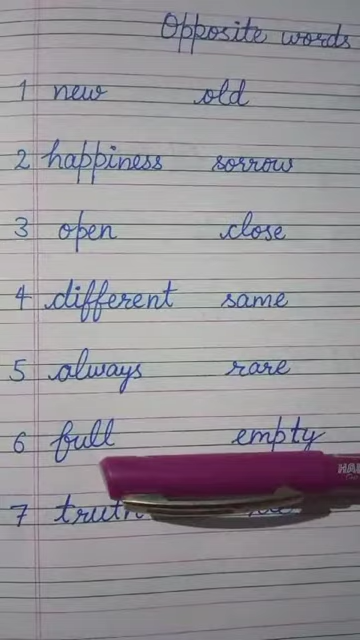 Opposite words
1 new old
2 happiness sorrow
3 open close
4 different same
5 always rare
6 full empty
7 truth